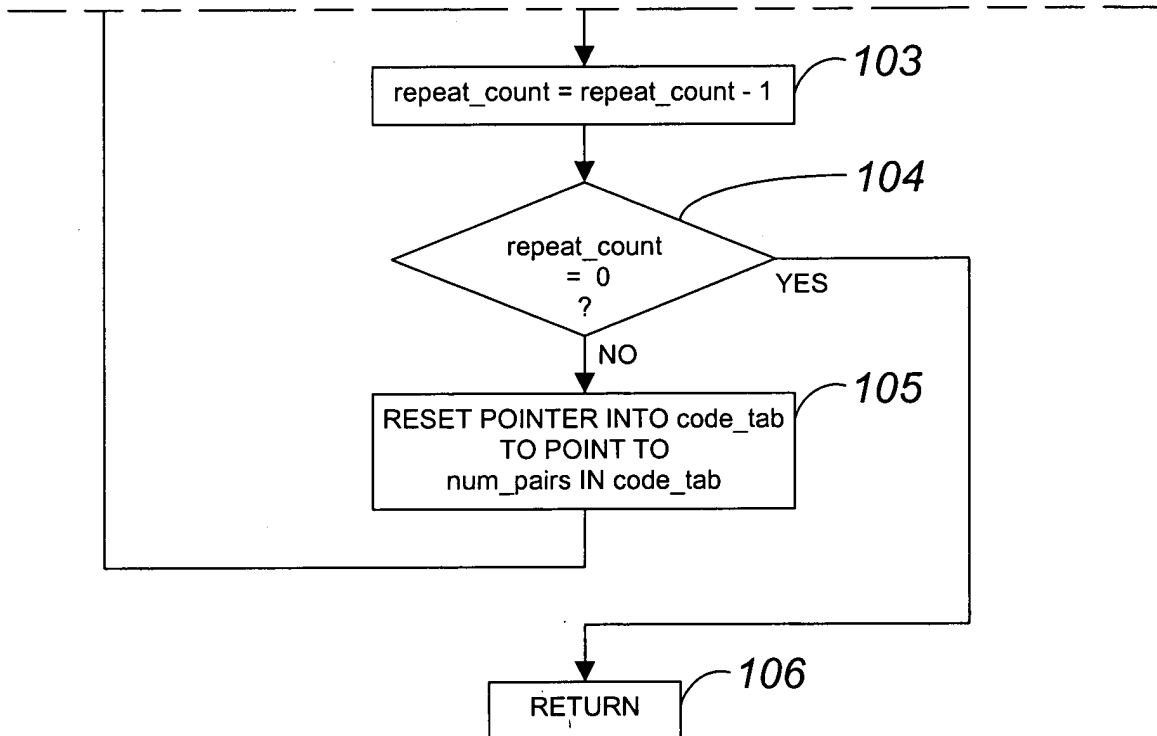 103
repeat_count = repeat_count - 1
104
repeat_count
= 0
?
YES
NO
105
RESET POINTER INTO code_tab
TO POINT TO
num_pairs IN code_tab
106
RETURN